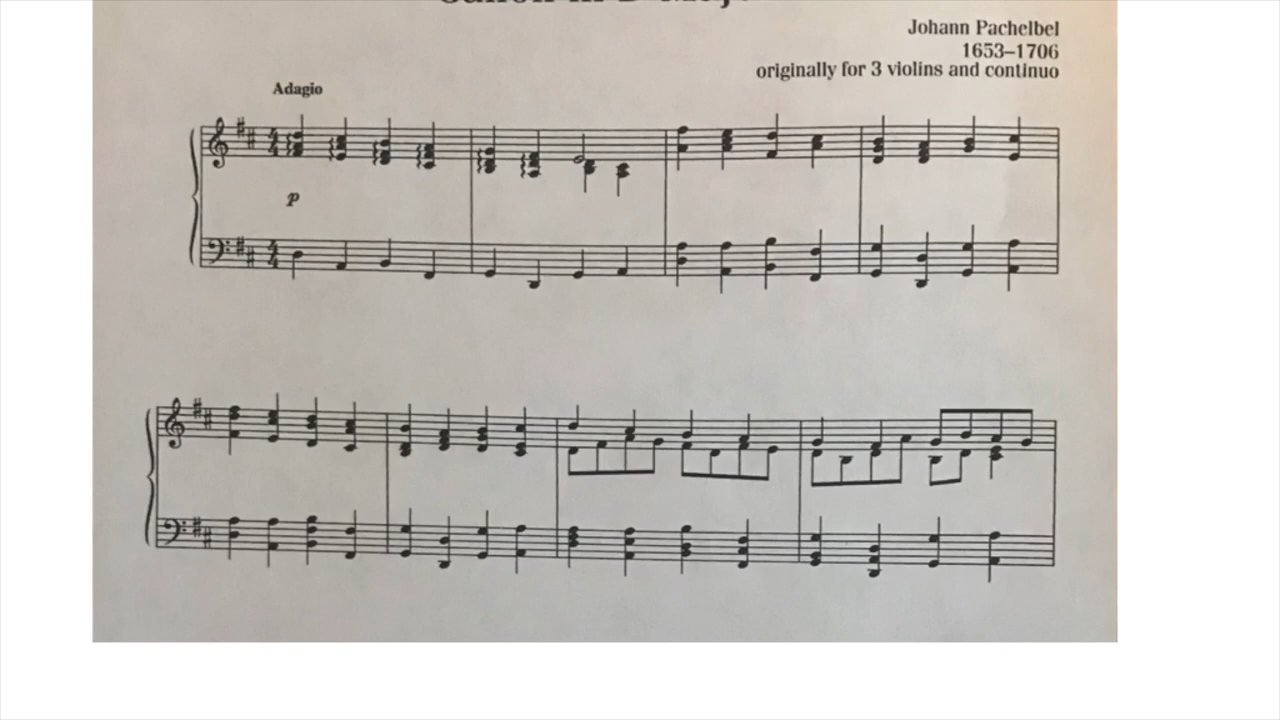 Johann Pachelbel
1653–1706
originally for 3 violins and continuo
Adagio
p